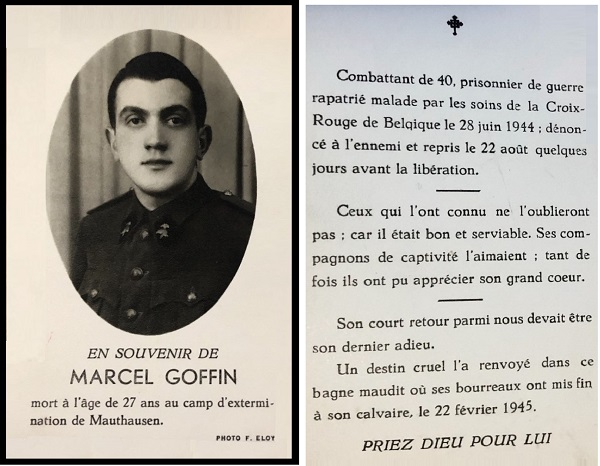 EN SOUVENIR DE
MARCEL GOFFIN
mort à l'âge de 27 ans au camp d'extermi-
nation de Mauthausen.
PHOTO F. ELOY
Combattant de 40, prisonnier de guerre
rapatrié malade par les soins de la Croix-
Rouge de Belqique le 28 juin 1944 ; dénon-
cé à l'ennemi et repris le 22 août quelques
jours avant la libération.
Ceux qui l'ont connu ne l'oublieront
pas ; car il était bon et serviable. Ses com-
pagnons de captivité l'aimaient ; tant de
fois ils ont pu apprécier son grand coeur.
Son court retour parmi nous devait être
son dernier adieu.
Un destin cruel l'a renvoyé dans ce
bagne maudit où ses bourreaux ont mis fin
à son calvaire, le 22 février 1945.
PRIEZ DIEU POUR LUI